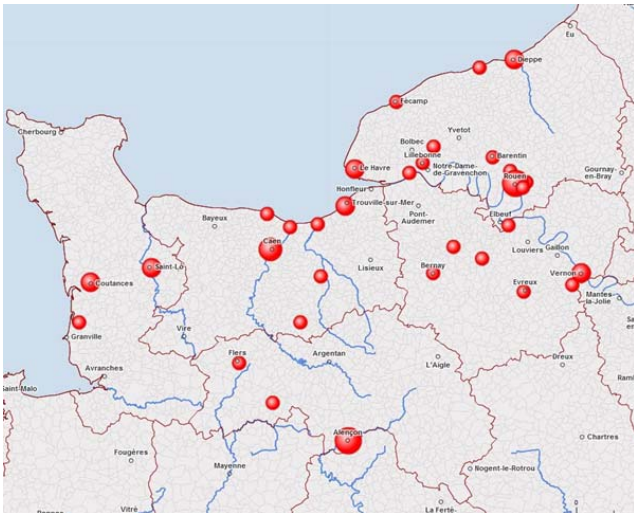 Eu
Dieppe
Fécamp
Cherbourg
Yvetot
Bolbec
Barentin
Lillebonne
Le Havre
Notre-Dame-
de-Gravenchon
Gournay-
en-Bray
Rouen
Honfleur
Trouville-sur-Mer
Pont-
Audemer
Elbeuf
Bayeux
Caen
Louviers
Gaillon
Lisieux
Saint-Lô
Bernay
Vernon
Coutances
Evreux
Mantes-
la-Jolie
Granville
Vire
Flers
Argentan
L'Aigle
Dreux
Avranches
Saint-Malo
Alençon
Chartres
Fougères
Mayenne
Nogent-le-Rotrou
La Ferté-
Vitré